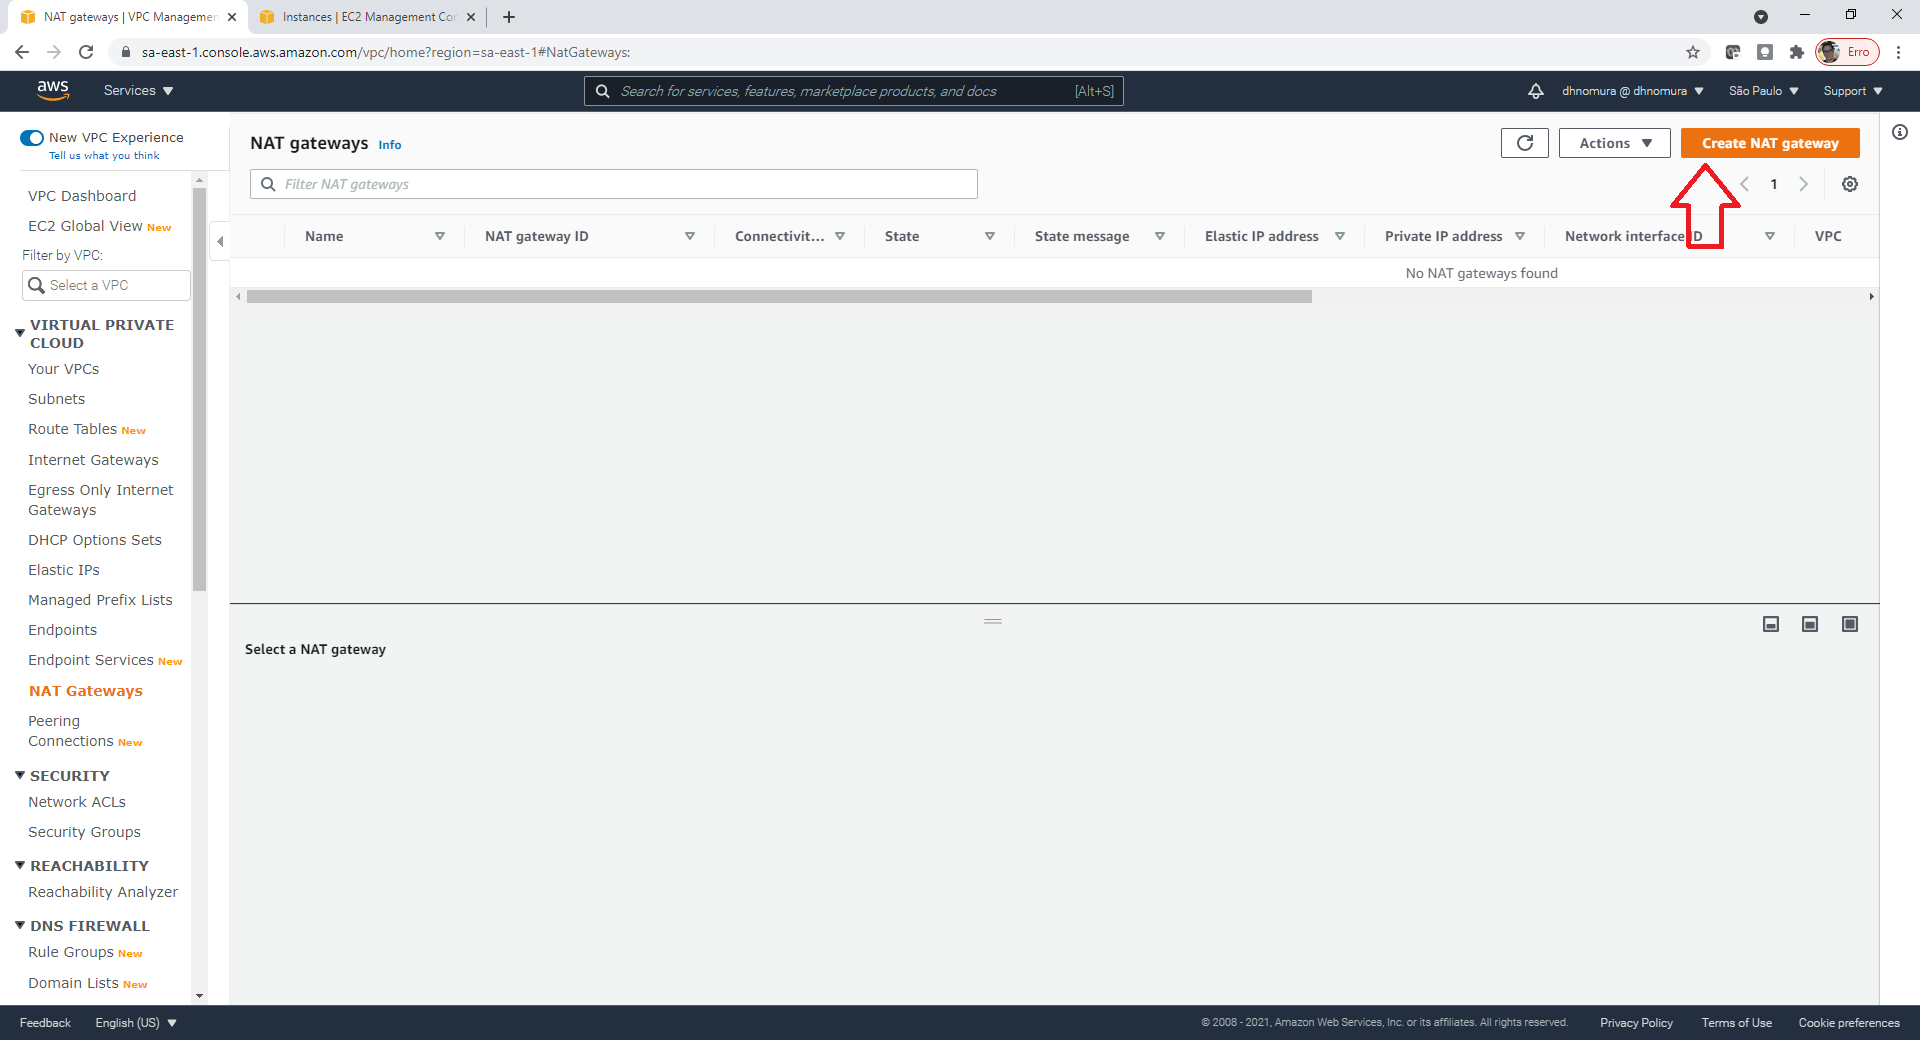 NAT gateways | VPC Managemen
Instances | EC2 Management Con
sa-east-1.console.aws.amazon.com/vpc/home?region=sa-east-1#NatGateways:
Erro
aws
Services
Search for services, features, marketplace products, and docs
[Alt+S]
dhnomura @ dhnomura
São Paulo
Support
New VPC Experience
Tell us what you think
VPC Dashboard
EC2 Global View New
Filter by VPC:
Select a VPC
VIRTUAL PRIVATE
CLOUD
Your VPCs
Subnets
Route Tables New
Internet Gateways
Egress Only Internet
Gateways
DHCP Options Sets
Elastic IPs
Managed Prefix Lists
Endpoints
Endpoint Services New
NAT Gateways
Peering
Connections New
SECURITY
Network ACLs
Security Groups
REACHABILITY
Reachability Analyzer
DNS FIREWALL
Rule Groups New
Domain Lists New
NAT gateways Info
Actions
Create NAT gateway
Filter NAT gateways
1
Name
NAT gateway ID
Connectivit...
State
State message
Elastic IP address
Private IP address
Network interface ID
VPC
No NAT gateways found
Select a NAT gateway
Feedback
English (US)
© 2008 - 2021, Amazon Web Services, Inc. or its affiliates. All rights reserved.
Privacy Policy
Terms of Use
Cookie preferences